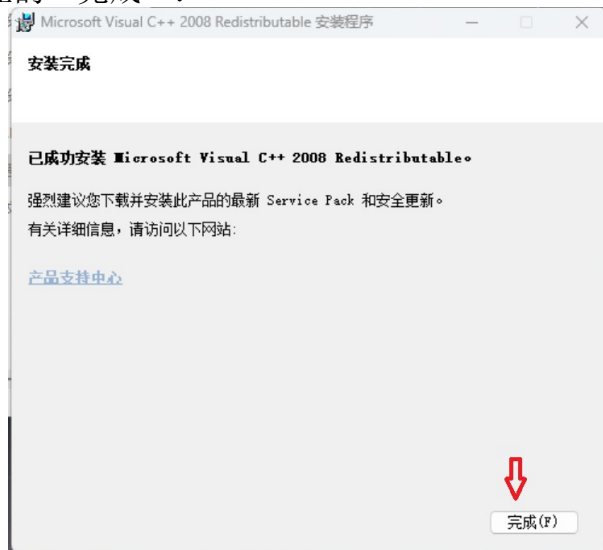 Microsoft Visual C++ 2008 Redistributable 安装程序
安装完成
已成功安装 Microsoft Visual C++ 2008 Redistributable。
强烈建议您下载并安装此产品的最新 Service Pack 和安全更新。
有关详细信息，请访问以下网站:
产品支持中心
完成(F)